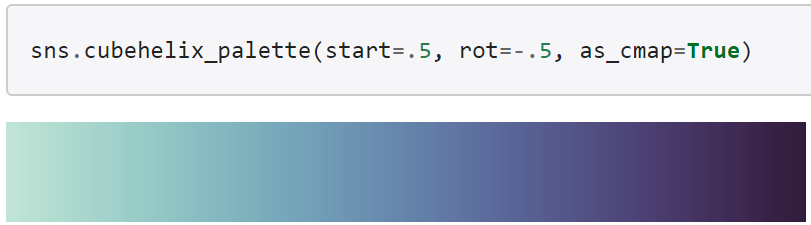 sns.cubehelix_palette(start=.5, rot=-.5, as_cmap=True)